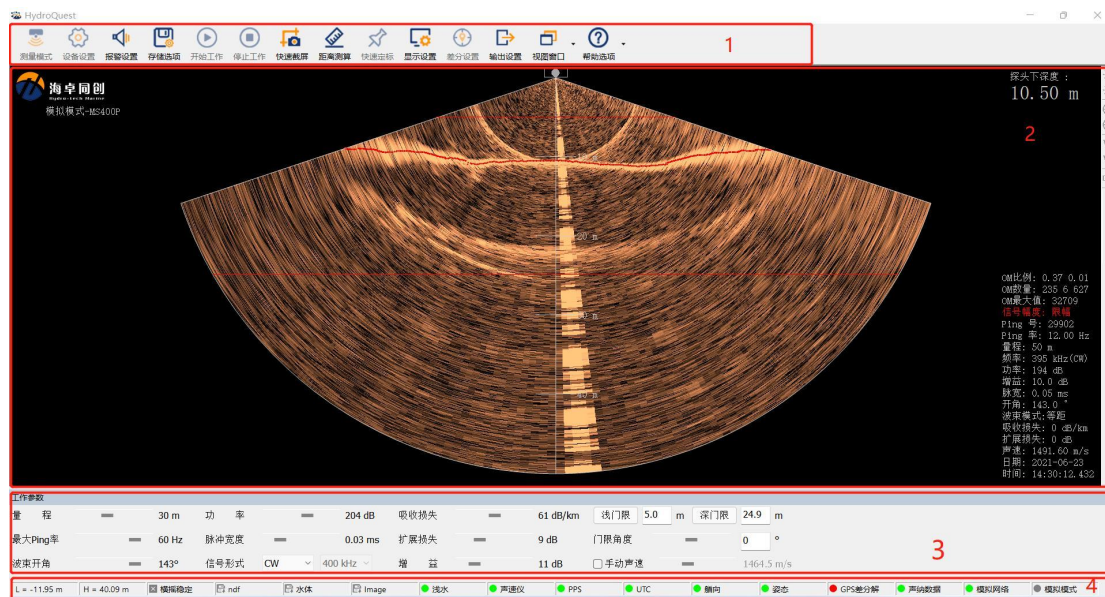 HydroQuest
测量模式 设备设置 报警设置 存储选项 开始工作 停止工作 快速截屏 距离测算 快速定标 显示设置 差分设置 输出设置 视图窗口 帮助选项
1
海卓同创
Hydro-tech Marine
模拟模式-MS400P
探头下深度 :
10.50 m
2
20 m
OM比例: 0.37 0.01
OM数量: 235 6 627
OM最大值: 32709
信号幅度: 限幅
Ping 号: 29902
Ping 率: 12.00 Hz
量程: 50 m
频率: 395 kHz(CW)
功率: 194 dB
增益: 10.0 dB
脉宽: 0.05 ms
开角: 143.0 °
波束模式:等距
吸收损失: 0 dB/km
扩展损失: 0 dB
声速: 1491.60 m/s
日期: 2021-06-23
时间: 14:30:12.432
工作参数
量 程 30 m 功 率 204 dB 吸收损失 61 dB/km 浅门限 5.0 m 深门限 24.9 m
最大Ping率 60 Hz 脉冲宽度 0.03 ms 扩展损失 9 dB 门限角度 0 °
波束开角 143° 信号形式 CW 400 kHz 增 益 11 dB 手动声速 1464.5 m/s
3
L = -11.95 m H = 40.09 m 横摇稳定 ndf 水体 Image 浅水 声速仪 PPS UTC 艏向 姿态 GPS差分解 声纳数据 模拟网络 模拟模式
4